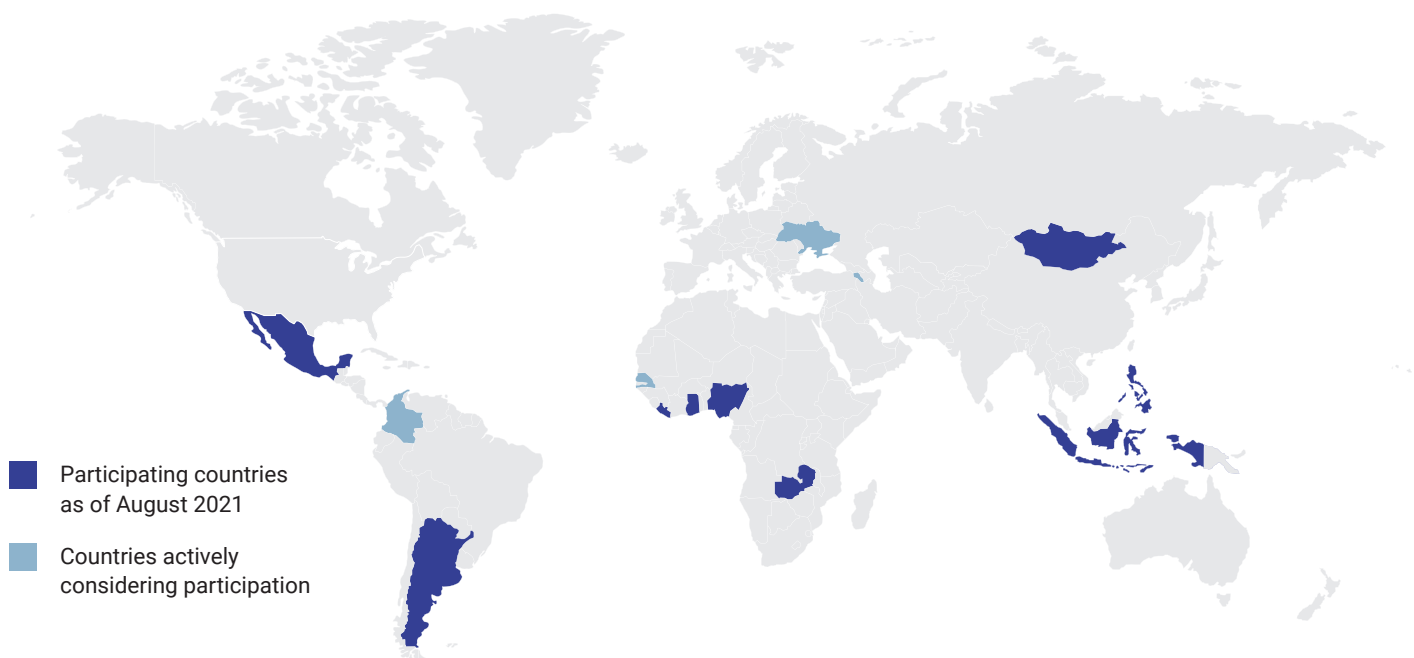 Participating countries
as of August 2021
Countries actively
considering participation